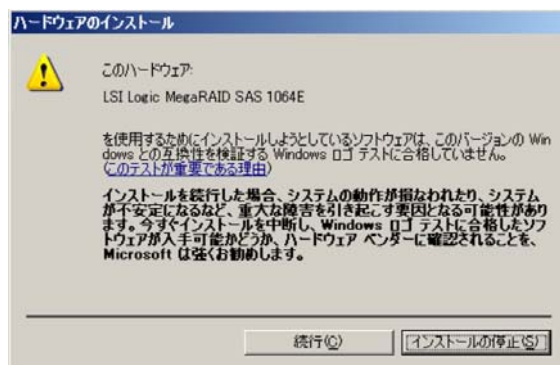 ハードウェアのインストール
このハードウェア:
LSI Logic MegaRAID SAS 1064E
を使用するためにインストールしようとしているソフトウェアは、このバージョンの Win
dows との互換性を検証する Windows ロゴ テストに合格していません。
(このテストが重要である理由)
インストールを続行した場合、システムの動作が損なわれたり、システム
が不安定になるなど、重大な障害を引き起こす要因となる可能性があり
ます。今すぐインストールを中断し、Windows ロゴ テストに合格したソフ
トウェアが入手可能かどうか、ハードウェア ベンダーに確認されることを、
Microsoft は強くお勧めします。
続行(C)
インストールの停止(S)